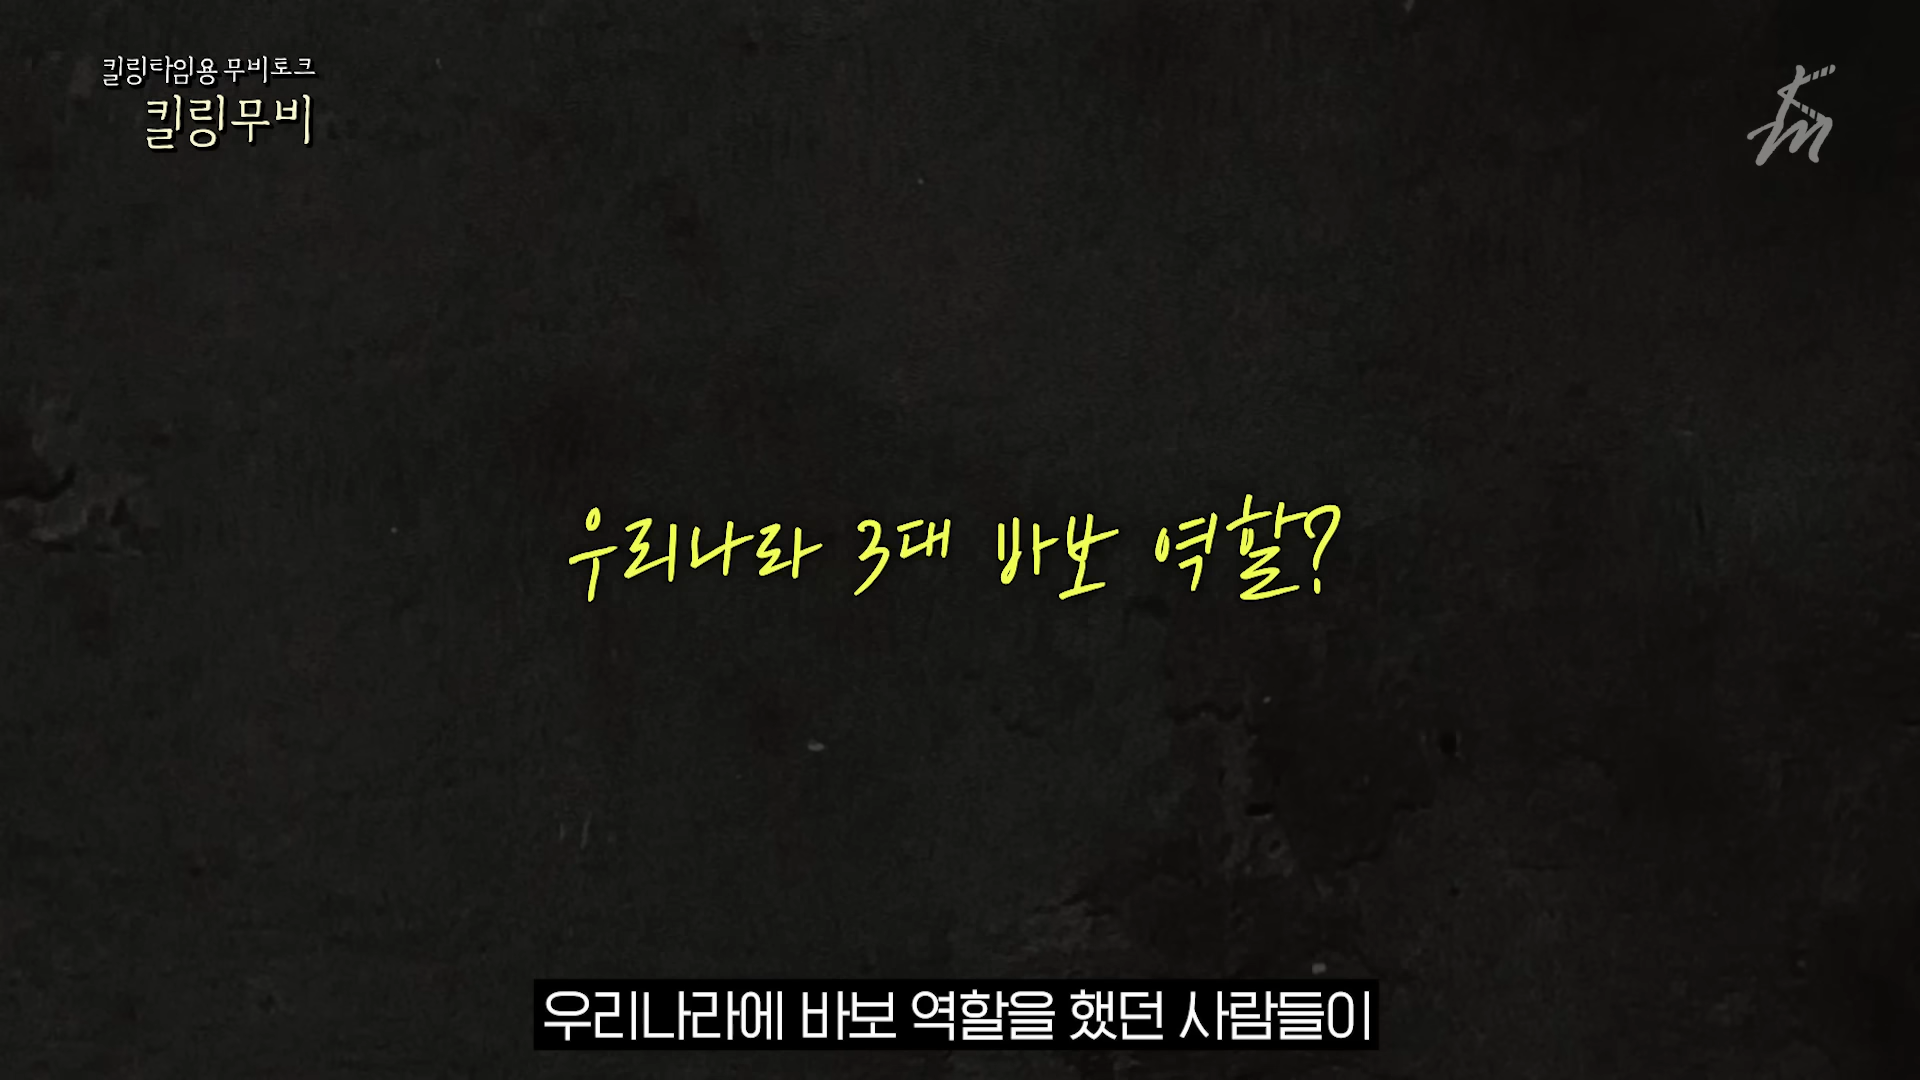 킬링타임용 무비토크
킬링무비
우리나라 3대 바보 역할?
우리나라에 바보 역할을 했던 사람들이